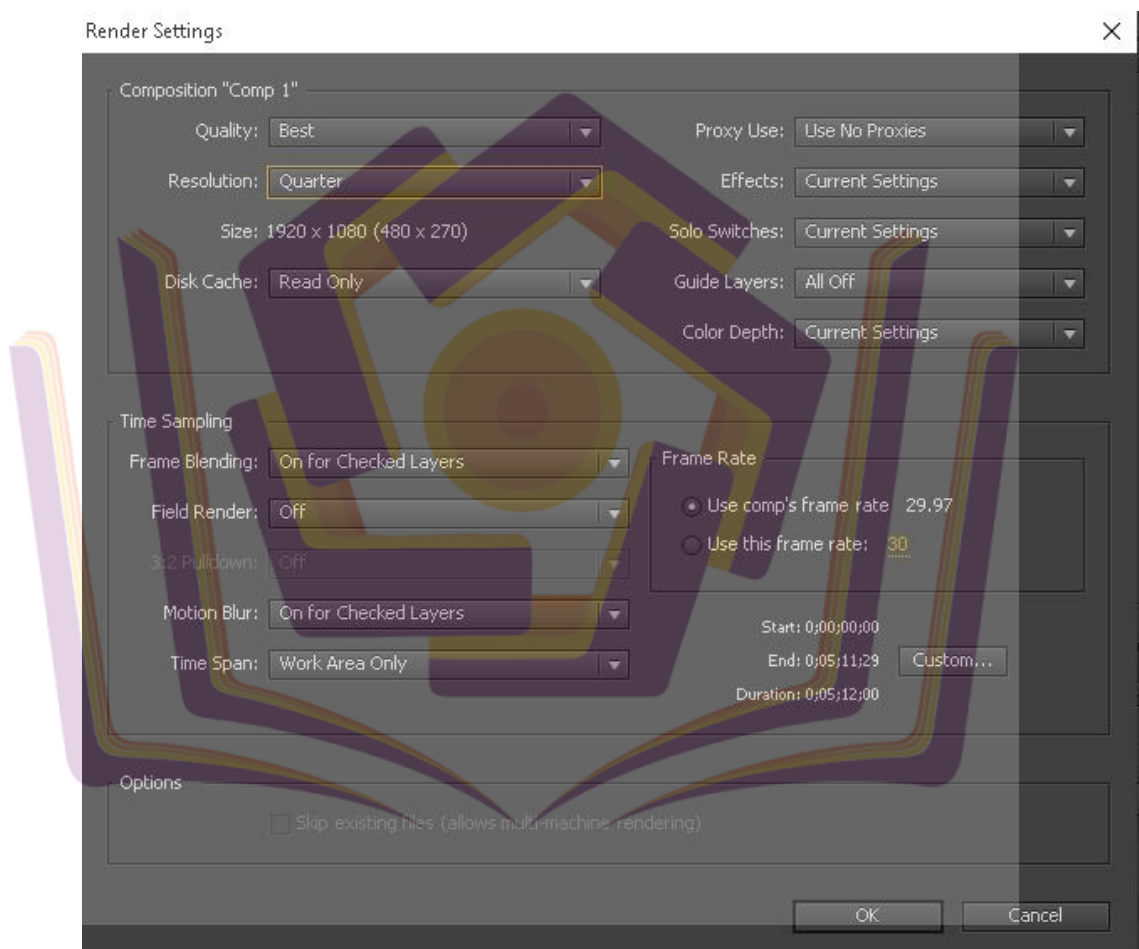 Render Settings
Composition "Comp 1"
Quality: Best
Proxy Use: Use No Proxies
Resolution: Quarter
Effects: Current Settings
Size: 1920 x 1080 (480 x 270)
Solo Switches: Current Settings
Disk Cache: Read Only
Guide Layers: All Off
Color Depth: Current Settings
Time Sampling
Frame Blending: On for Checked Layers
Field Render: Off
3:2 Pulldown: Off
Motion Blur: On for Checked Layers
Time Span: Work Area Only
Frame Rate
Use comp's frame rate 29.97
Use this frame rate: 30
Start: 0;00;00;00
End: 0;05;11;29 Custom...
Duration: 0;05;12;00
Options
Skip existing files (allows multi-machine rendering)
OK Cancel